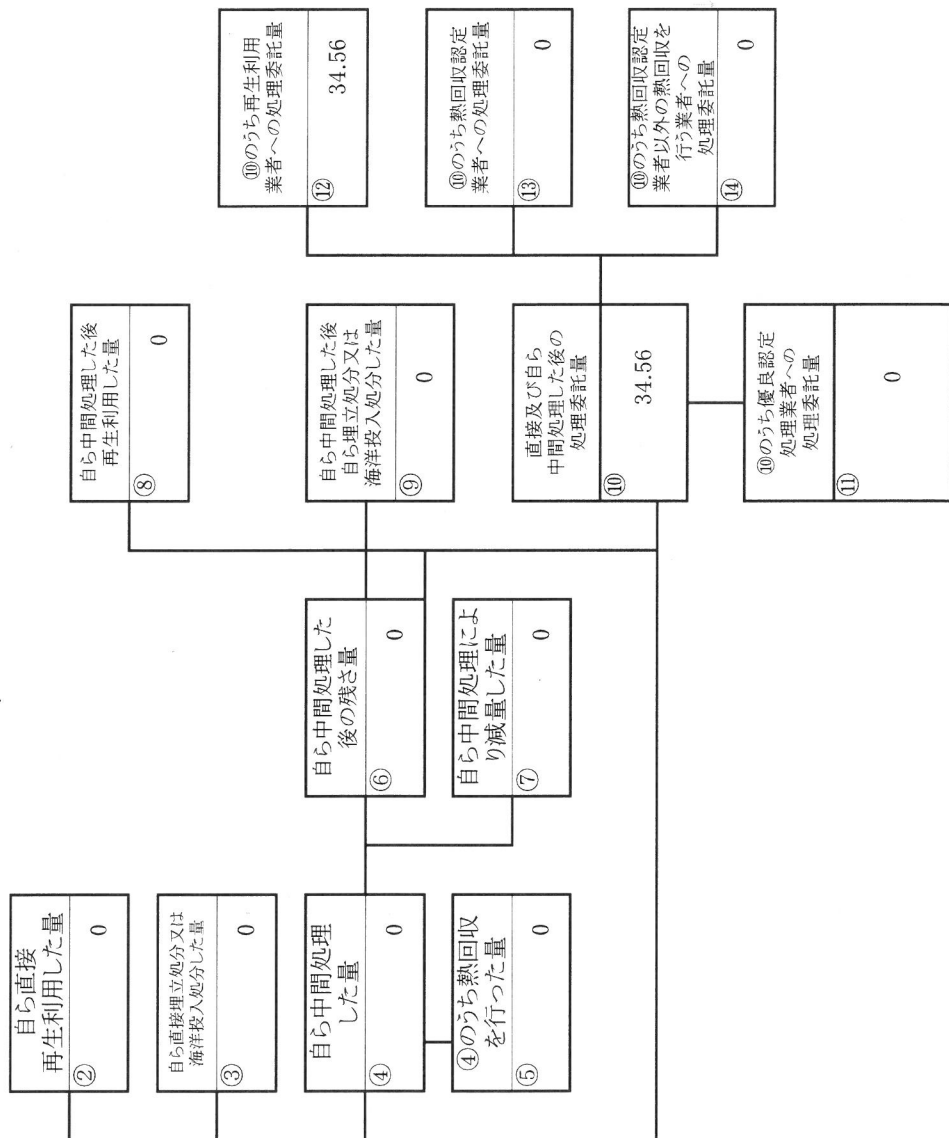 自ら直接
再生利用した量
②
0
自ら直接埋立処分又は
海洋投入処分した量
③
0
自ら中間処理
した量
④
0
④のうち熱回収
を行った量
⑤
0
自ら中間処理した
後の残さ量
⑥
0
自ら中間処理によ
り減量した量
⑦
0
自ら中間処理した後
再生利用した量
⑧
0
自ら中間処理した後
自ら埋立処分又は
海洋投入処分した量
⑨
0
直接及び自ら
中間処理した後の
処理委託量
⑩
34.56
⑩のうち優良認定
処理業者への
処理委託量
⑪
0
⑩のうち再生利用
業者への処理委託量
⑫
34.56
⑩のうち熱回収認定
業者への処理委託量
⑬
0
⑩のうち熱回収認定
業者以外の熱回収を
行う業者への
処理委託量
⑭
0